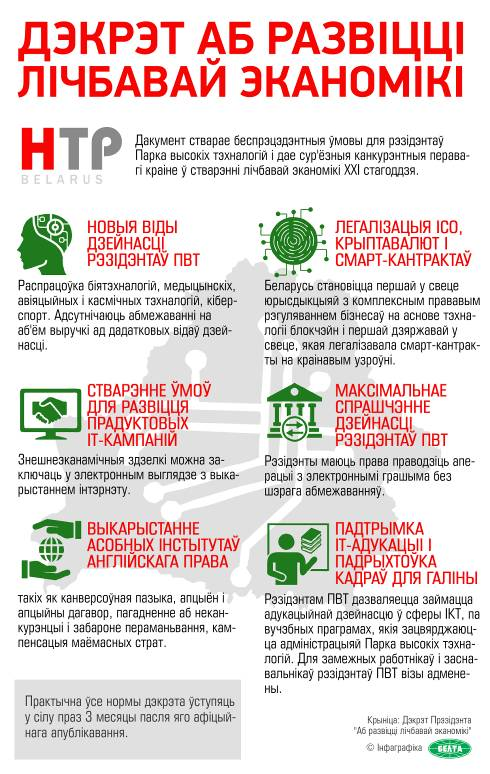 ДЭКРЭТ АБ РАЗВІЦЦІ
ЛІЧБАВАЙ ЭКАНОМІКІ
HTP
BELARUS
Дакумент стварае беспрэцэдэнтныя ўмовы для рэзідэнтаў
Парка высокіх тэхналогій і дае сур'ёзныя канкурэнтныя перава-
гі краіне ў стварэнні лічбавай эканомікі XXI стагоддзя.
НОВЫЯ ВІДЫ
ДЗЕЙНАСЦІ
РЭЗІДЭНТАЎ ПВТ
Распрацоўка біятэхналогій, медыцынскіх,
авіяцыйных і касмічных тэхналогій, кібер-
спорт. Адсутнічаюць абмежаванні на
аб'ём выручкі ад дадатковых відаў дзей-
насці.
ЛЕГАЛІЗАЦЫЯ ICO,
КРЫПТАВАЛЮТ І
СМАРТ-КАНТРАКТАЎ
Беларусь становіцца першай у свеце
юрысдыкцыяй з комплексным прававым
рэгуляваннем бізнесаў на аснове тэхна-
логіі блокчэйн і першай дзяржавай у
свеце, якая легалізавала смарт-кантрак-
ты на краінавым узроўні.
СТВАРЭННЕ ЎМОЎ
ДЛЯ РАЗВІЦЦЯ
ПРАДУКТОВЫХ
ІТ-КАМПАНІЙ
Знешнеэканамічныя здзелкі можна за-
ключаць у электронным выглядзе з выка-
рыстаннем інтэрнэту.
МАКСІМАЛЬНАЕ
СПРАШЧЭННЕ
ДЗЕЙНАСЦІ
РЭЗІДЭНТАЎ ПВТ
Рэзідэнты маюць права праводзіць апе-
рацыі з электроннымі грашыма без
шэрага абмежаванняў.
ВЫКАРЫСТАННЕ
АСОБНЫХ ІНСТЫТУТАЎ
АНГЛІЙСКАГА ПРАВА
такіх як канверсоўная пазыка, апцыён і
апцыйны дагавор, пагадненне аб некан-
курэнцыі і забароне пераманьвання, кам-
пенсацыя маёмасных страт.
ПАДТРЫМКА
ІТ-АДУКАЦЫІ І
ПАДРЫХТОЎКА
КАДРАЎ ДЛЯ ГАЛІНЫ
Рэзідэнтам ПВТ дазваляецца займацца
адукацыйнай дзейнасцю ў сферы ІКТ, па
вучэбных праграмах, якія зацвярджаюц-
ца адміністрацыяй Парка высокіх тэхна-
логій. Для замежных работнікаў і засна-
вальнікаў рэзідэнтаў ПВТ візы адмене-
ны.
Практычна ўсе нормы дэкрэта ўступяць
у сілу праз 3 месяцы пасля яго афіцый-
нага апублікавання.
Крыніца: Дэкрэт Прэзідэнта
"Аб развіцці лічбавай эканомікі"
© Інфаграфіка БЕЛТА